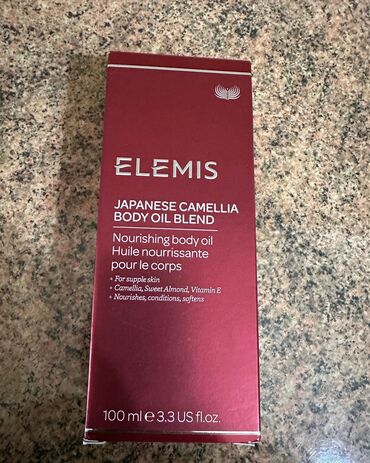 ELEMIS
JAPANESE CAMELLIA
BODY OIL BLEND
Nourishing body oil
Huile nourrissante
pour le corps
• For supple skin
• Camellia, Sweet Almond, Vitamin E
• Nourishes, conditions, softens
100 ml ℮ 3.3 US fl.oz.